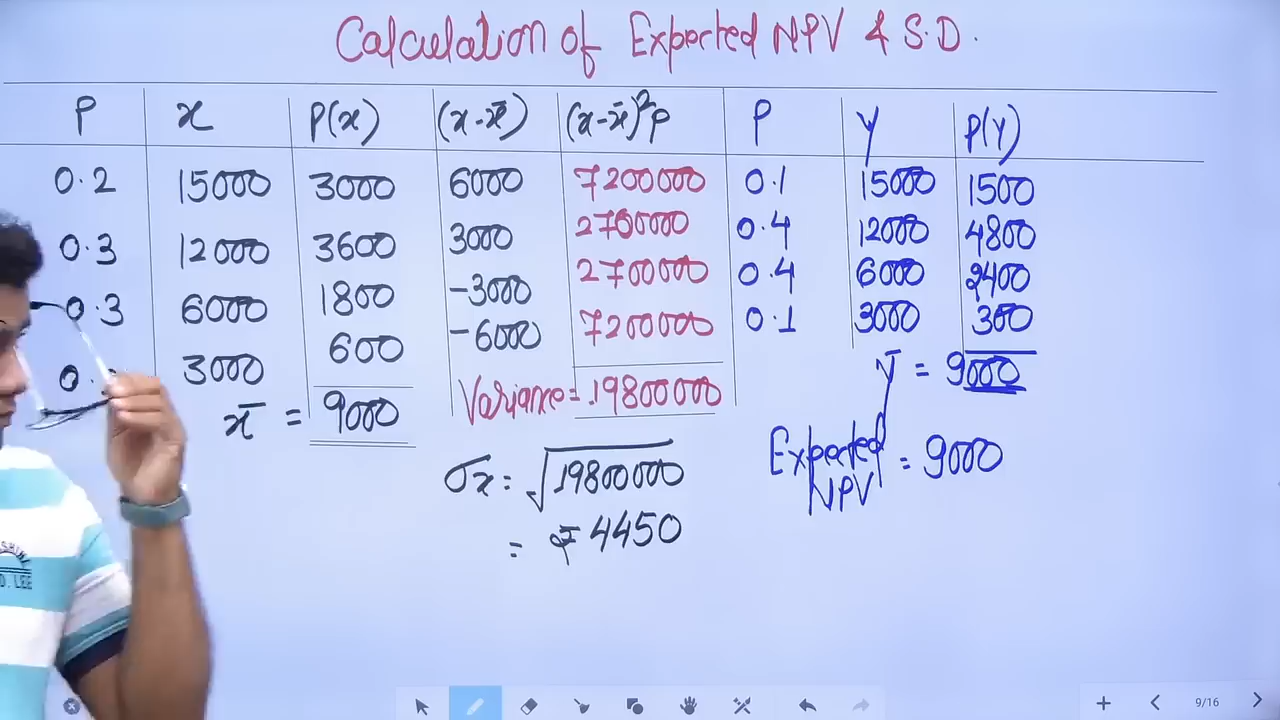 Calculation of Expected NPV & S.D.
P x P(x) (x-x̄) (x-x̄)²P P Y P(Y)
0.2 15000 3000 6000 7200000 0.1 15000 1500
0.3 12000 3600 3000 2700000 0.4 12000 4800
0.3 6000 1800 -3000 2700000 0.4 6000 2400
0. 3000 600 -6000 7200000 0.1 3000 300
x̄ = 9000 Variance = 19800000 Ȳ = 9000
σx = √19800000
= ₹4450
Expected NPV = 9000
D. LEE
9/16